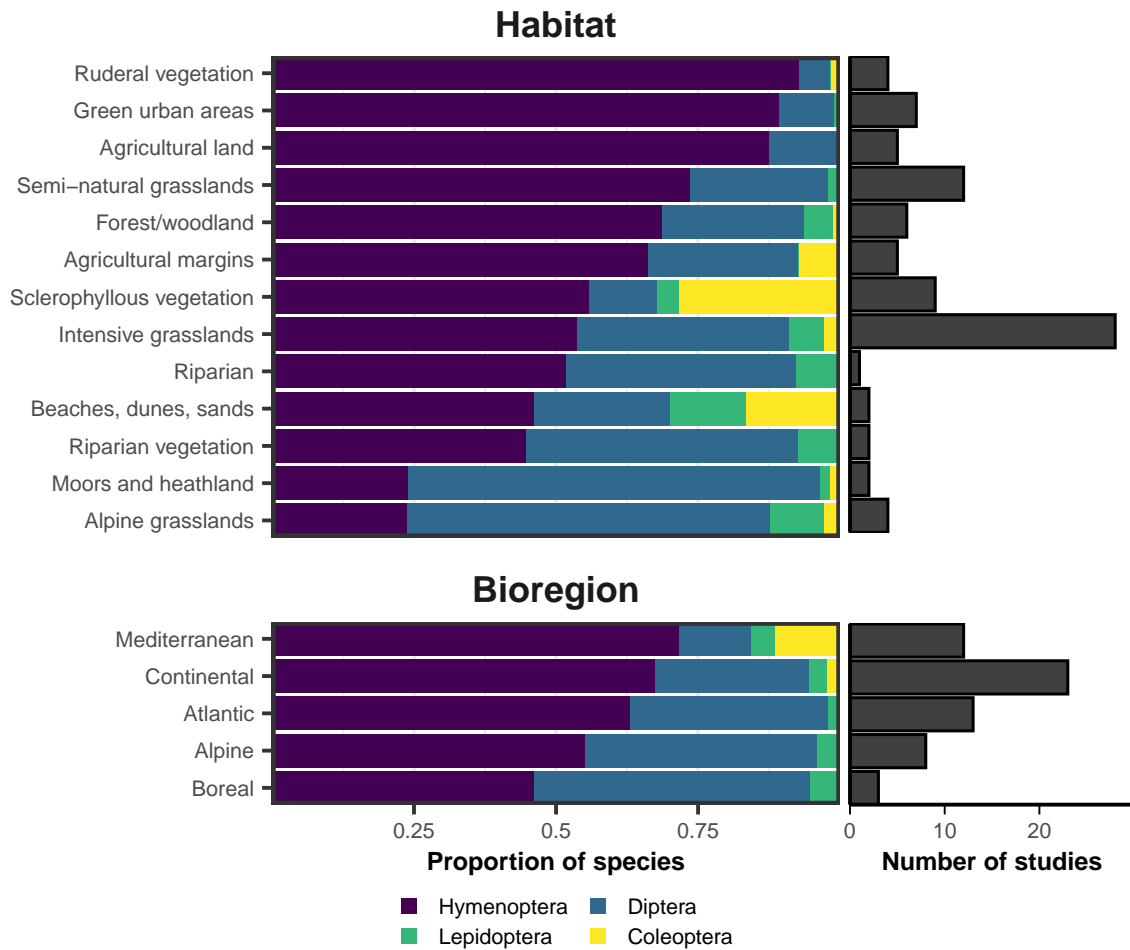 Habitat
Ruderal vegetation
Green urban areas
Agricultural land
Semi−natural grasslands
Forest/woodland
Agricultural margins
Sclerophyllous vegetation
Intensive grasslands
Riparian
Beaches, dunes, sands
Riparian vegetation
Moors and heathland
Alpine grasslands
Bioregion
Mediterranean
Continental
Atlantic
Alpine
Boreal
0.25 0.5 0.75 0 10 20
Proportion of species Number of studies
Hymenoptera Diptera
Lepidoptera Coleoptera